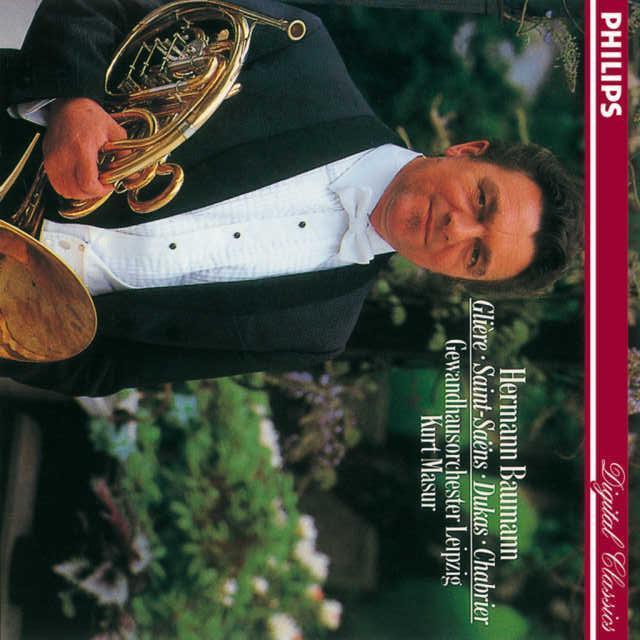 PHILIPS
Digital Classics
Hermann Baumann
Glière · Saint-Saëns · Dukas · Chabrier
Gewandhausorchester Leipzig
Kurt Masur